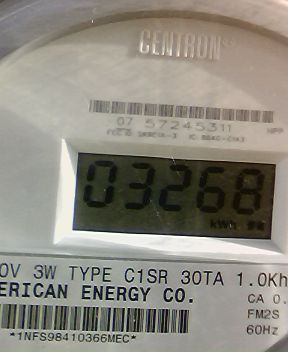 CENTRON
07 57245311
03268
kWh
0V 3W TYPE C1SR 30TA 1.0Kh
ERICAN ENERGY CO.
CA 0.
FM2S
60Hz
*1NFS98410366MEC*